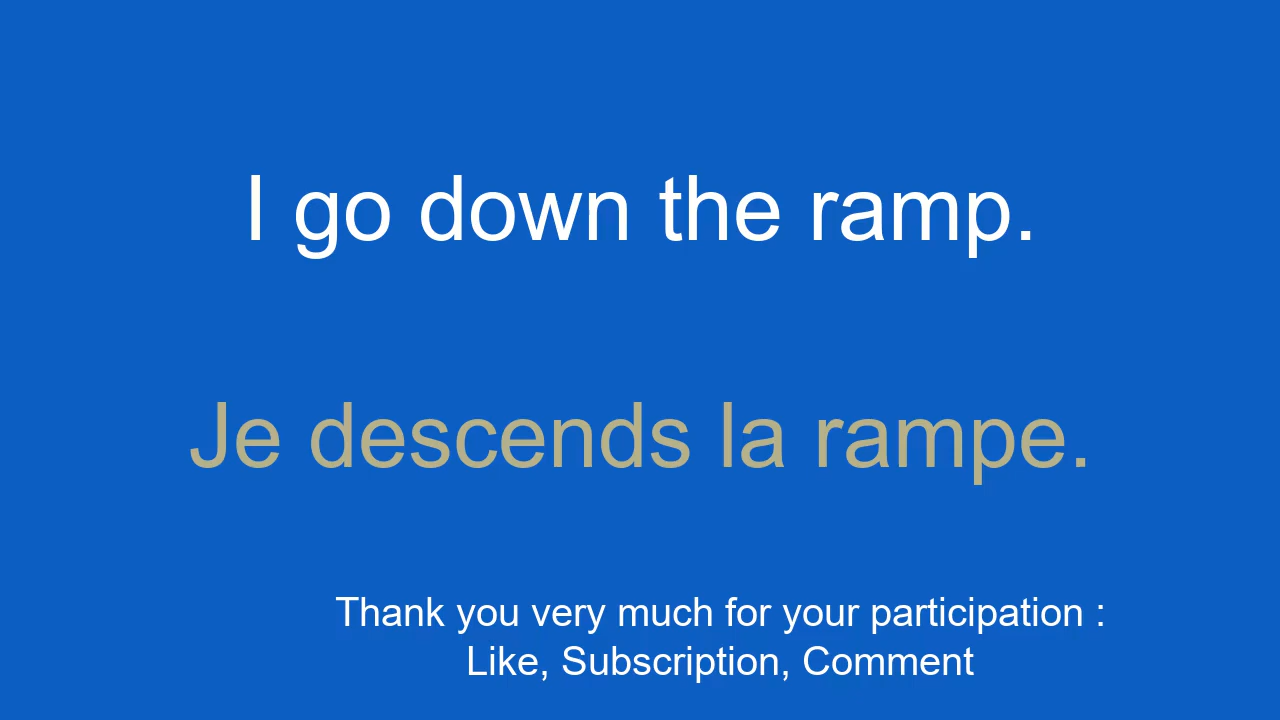 I go down the ramp.
Je descends la rampe.
Thank you very much for your participation :
Like, Subscription, Comment